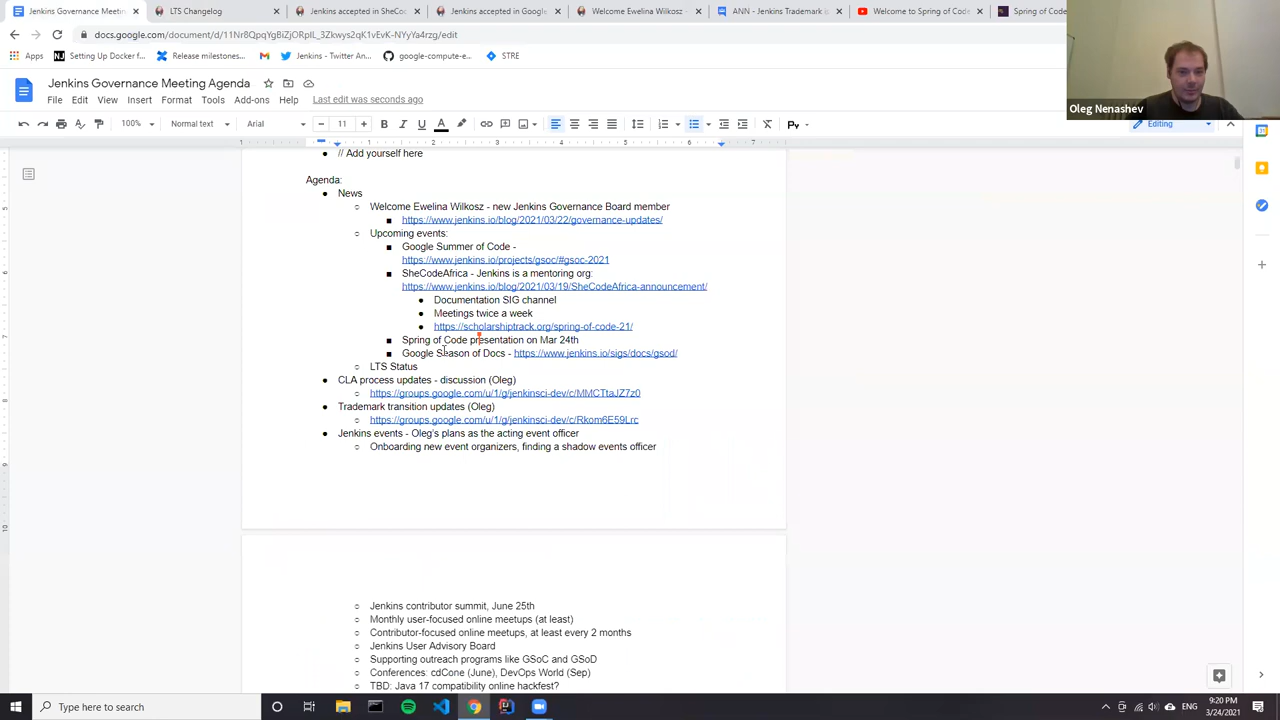 Jenkins Governance Meetin
LTS Changelog
Jenkins accepted in SheCo
Jenkins accepted in Googl
Welcome Ewelina Wilkosz -
ANN - Jenkins Trademark
Welcome to Spring of Cod
Spring of Code
docs.google.com/document/d/
Apps
Setting Up Docker f...
Release milestones...
Jenkins - Twitter An...
google-compute-e...
STRE
Oleg Nenashev
Jenkins Governance Meeting Agenda
File Edit View Insert Format Tools Add-ons Help Last edit was seconds ago
100% Normal text Arial 11 Editing
// Add yourself here
Agenda:
News
Welcome Ewelina Wilkosz - new Jenkins Governance Board member
https://www.jenkins.io/blog/2021/03/22/governance-updates/
Upcoming events:
Google Summer of Code -
https://www.jenkins.io/projects/gsoc/#gsoc-2021
SheCodeAfrica - Jenkins is a mentoring org:
https://www.jenkins.io/blog/2021/03/19/SheCodeAfrica-announcement/
Documentation SIG channel
Meetings twice a week
https://scholarshiptrack.org/spring-of-code-21/
Spring of Code presentation on Mar 24th
Google Season of Docs - https://www.jenkins.io/sigs/docs/gsod/
LTS Status
CLA process updates - discussion (Oleg)
https://groups.google.com/u/1/g/jenkinsci-dev/c/MMCTtaJZ7z0
Trademark transition updates (Oleg)
https://groups.google.com/u/1/g/jenkinsci-dev/c/Rkom6E59Lrc
Jenkins events - Oleg's plans as the acting event officer
Onboarding new event organizers, finding a shadow events officer
Jenkins contributor summit, June 25th
Monthly user-focused online meetups (at least)
Contributor-focused online meetups, at least every 2 months
Jenkins User Advisory Board
Supporting outreach programs like GSoC and GSoD
Conferences: cdCone (June), DevOps World (Sep)
TBD: Java 17 compatibility online hackfest?
Type here to search
ENG
9:20 PM
3/24/2021